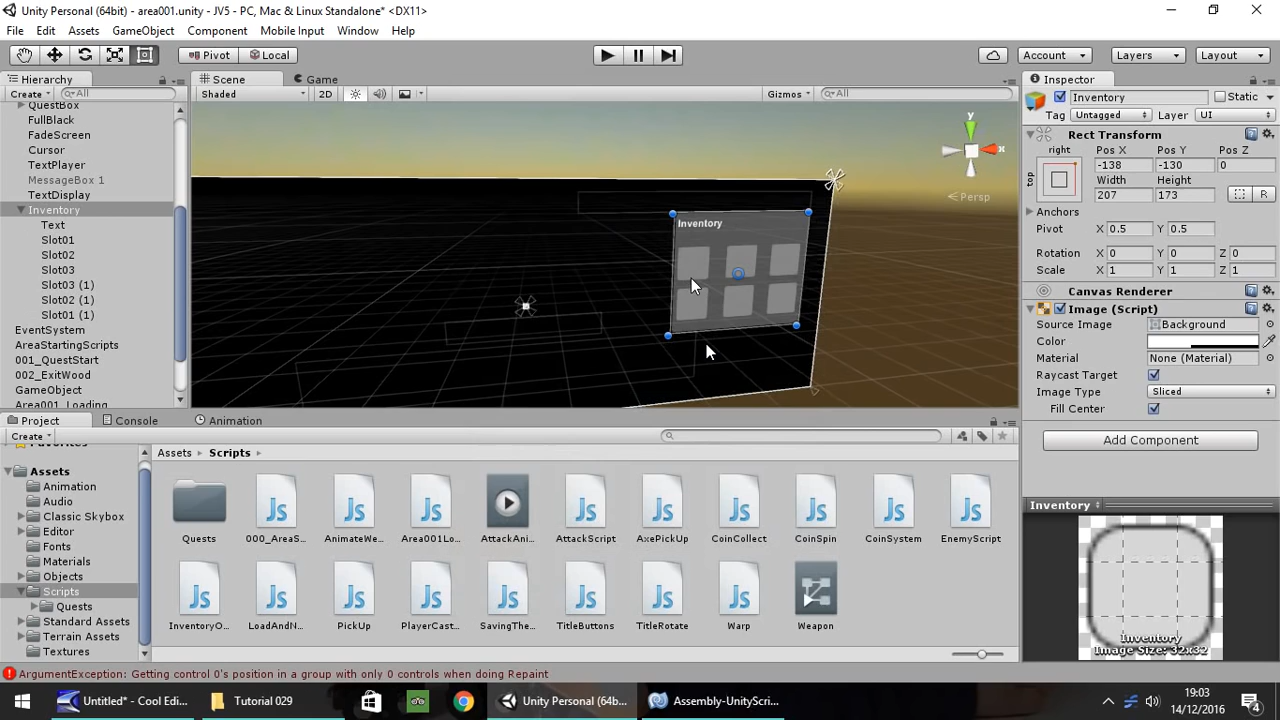 Unity Personal (64bit) - area001.unity - JV5 - PC, Mac & Linux Standalone* <DX11>
File Edit Assets GameObject Component Mobile Input Window Help
Pivot Local Account Layers Layout
Hierarchy
Create All
QuestBox
FullBlack
FadeScreen
Cursor
TextPlayer
MessageBox 1
TextDisplay
Inventory
Text
Slot01
Slot02
Slot03
Slot03 (1)
Slot02 (1)
Slot01 (1)
EventSystem
AreaStartingScripts
001_QuestStart
002_ExitWood
GameObject
Area001_Loading
Scene Game
Shaded 2D Gizmos All
y
x
Persp
Inventory
Inspector
Inventory Static
Tag Untagged Layer UI
Rect Transform
right Pos X Pos Y Pos Z
top -138 -130 0
Width Height
207 173 R
Anchors
Pivot X 0.5 Y 0.5
Rotation X 0 Y 0 Z 0
Scale X 1 Y 1 Z 1
Canvas Renderer
Image (Script)
Source Image Background
Color
Material None (Material)
Raycast Target
Image Type Sliced
Fill Center
Add Component
Inventory
Inventory
Image Size: 32x32
Project Console Animation
Create
Favorites
Assets
Animation
Audio
Classic Skybox
Editor
Fonts
Materials
Objects
Scripts
Quests
Standard Assets
Terrain Assets
Textures
Assets Scripts
Quests 000_AreaS... AnimateWe... Area001Lo... AttackAni... AttackScript AxePickUp CoinCollect CoinSpin CoinSystem EnemyScript
InventoryO... LoadAndN... PickUp PlayerCast... SavingThe... TitleButtons TitleRotate Warp Weapon
ArgumentException: Getting control 0's position in a group with only 0 controls when doing Repaint
Untitled* - Cool Edi... Tutorial 029 Unity Personal (64b... Assembly-UnityScri...
19:03
14/12/2016
4